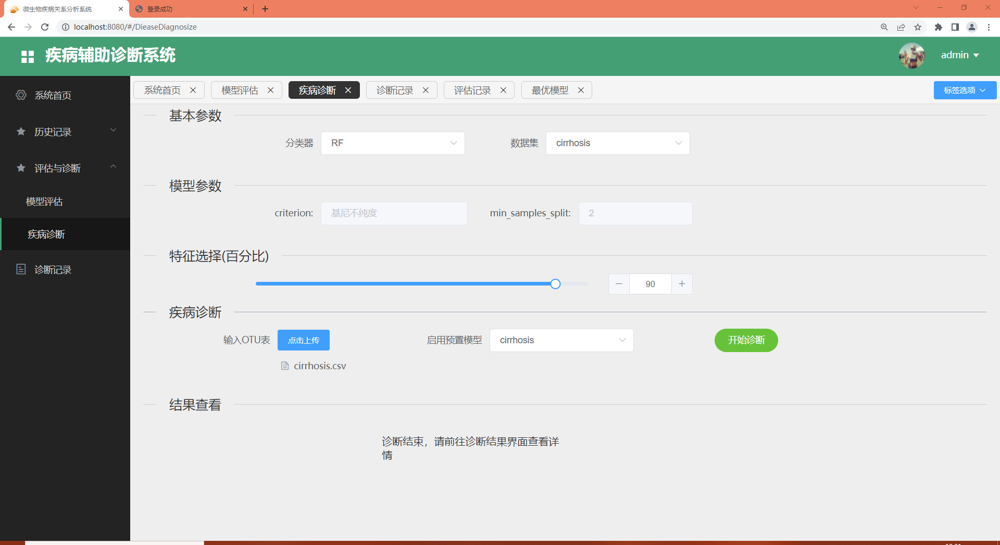 微生物疾病关系分析系统
登录成功
localhost:8080/#/DieaseDiagnosize
疾病辅助诊断系统
admin
系统首页
历史记录
评估与诊断
模型评估
疾病诊断
诊断记录
系统首页 模型评估 疾病诊断 诊断记录 评估记录 最优模型 标签选项
基本参数
分类器 RF 数据集 cirrhosis
模型参数
criterion: 基尼不纯度 min_samples_split: 2
特征选择(百分比)
90
疾病诊断
输入OTU表 点击上传 启用预置模型 cirrhosis 开始诊断
cirrhosis.csv
结果查看
诊断结束，请前往诊断结果界面查看详
情